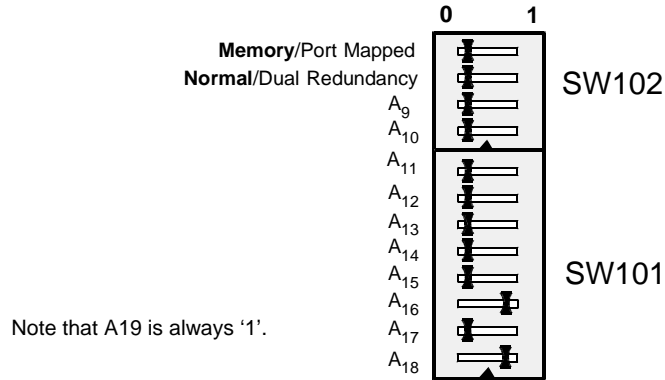 0 1
Memory/Port Mapped
Normal/Dual Redundancy
SW102
A9
A10
A11
A12
A13
A14
A15
SW101
A16
Note that A19 is always ‘1’.
A17
A18